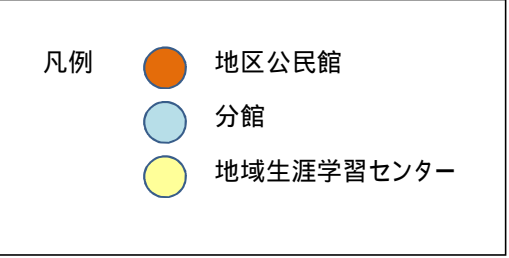 凡例 地区公民館
分館
地域生涯学習センター